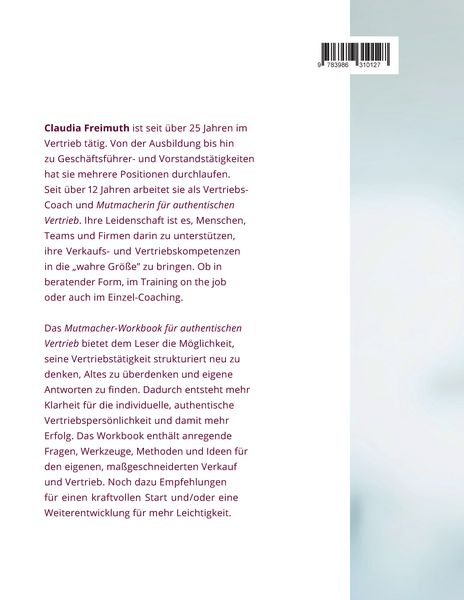 9 783986 310127
Claudia Freimuth ist seit über 25 Jahren im
Vertrieb tätig. Von der Ausbildung bis hin
zu Geschäftsführer- und Vorstandstätigkeiten
hat sie mehrere Positionen durchlaufen.
Seit über 12 Jahren arbeitet sie als Vertriebs-
Coach und Mutmacherin für authentischen
Vertrieb. Ihre Leidenschaft ist es, Menschen,
Teams und Firmen darin zu unterstützen,
ihre Verkaufs- und Vertriebskompetenzen
in die „wahre Größe" zu bringen. Ob in
beratender Form, im Training on the job
oder auch im Einzel-Coaching.
Das Mutmacher-Workbook für authentischen
Vertrieb bietet dem Leser die Möglichkeit,
seine Vertriebstätigkeit strukturiert neu zu
denken, Altes zu überdenken und eigene
Antworten zu finden. Dadurch entsteht mehr
Klarheit für die individuelle, authentische
Vertriebspersönlichkeit und damit mehr
Erfolg. Das Workbook enthält anregende
Fragen, Werkzeuge, Methoden und Ideen für
den eigenen, maßgeschneiderten Verkauf
und Vertrieb. Noch dazu Empfehlungen
für einen kraftvollen Start und/oder eine
Weiterentwicklung für mehr Leichtigkeit.